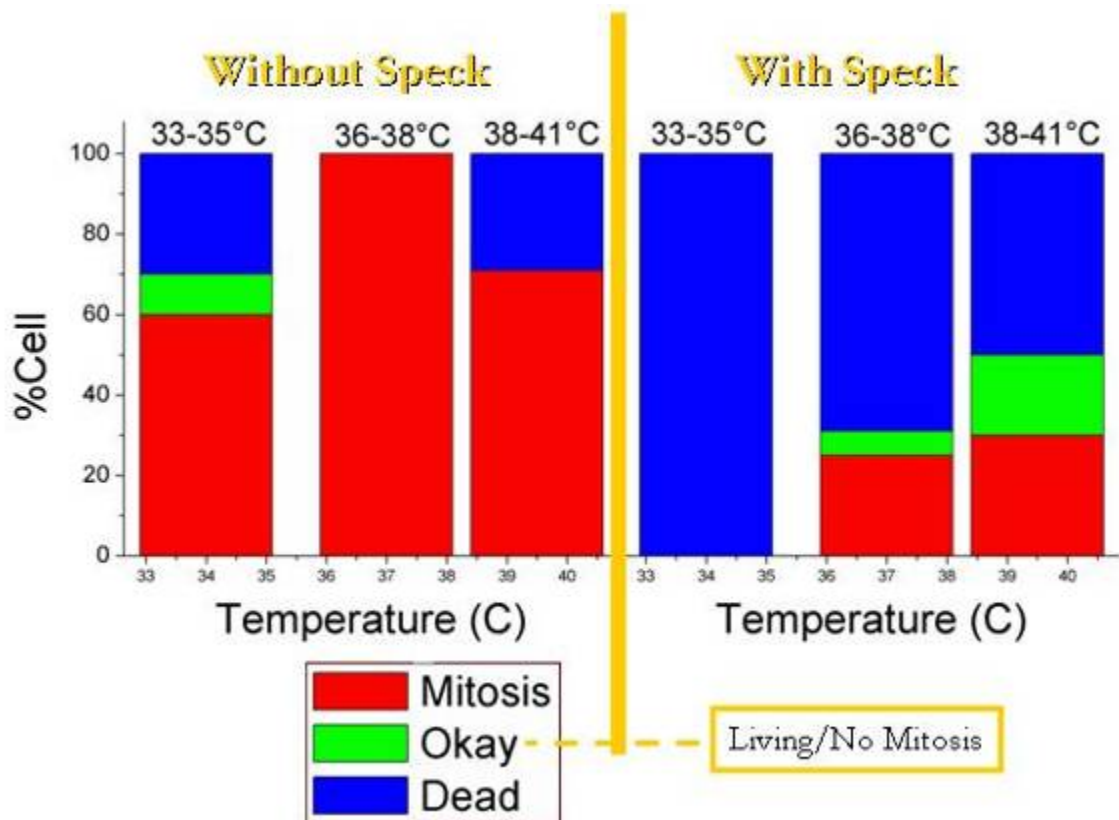 Without Speck
With Speck
33-35°C
36-38°C
38-41°C
33-35°C
36-38°C
38-41°C
100
80
60
40
20
0
%Cell
33 34 35 36 37 38 39 40
33 34 35 36 37 38 39 40
Temperature (C)
Temperature (C)
Mitosis
Okay
Dead
Living/No Mitosis